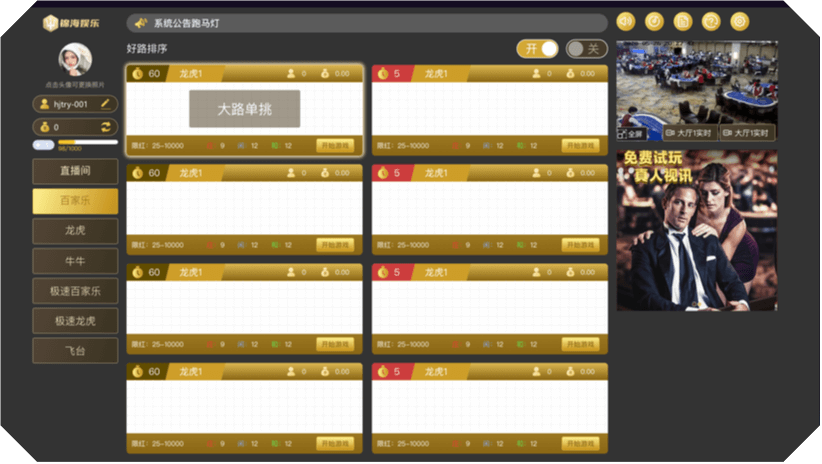 锦海娱乐
系统公告跑马灯
点击头像可更换照片
hjtry-001
0
98/1000
直播间
百家乐
龙虎
牛牛
极速百家乐
极速龙虎
飞台
好路排序
开
关
60 龙虎1 0 0.00
大路单挑
限红: 25-10000 9 12 12 开始游戏
5 龙虎1 0 0.00
限红: 25-10000 9 12 12 开始游戏
60 龙虎1 0 0.00
限红: 25-10000 9 12 12 开始游戏
5 龙虎1 0 0.00
限红: 25-10000 9 12 12 开始游戏
60 龙虎1 0 0.00
限红: 25-10000 9 12 12 开始游戏
5 龙虎1 0 0.00
限红: 25-10000 9 12 12 开始游戏
60 龙虎1 0 0.00
限红: 25-10000 9 12 12 开始游戏
5 龙虎1 0 0.00
限红: 25-10000 9 12 12 开始游戏
全屏
大厅1实时
大厅1实时
免费试玩
真人视讯